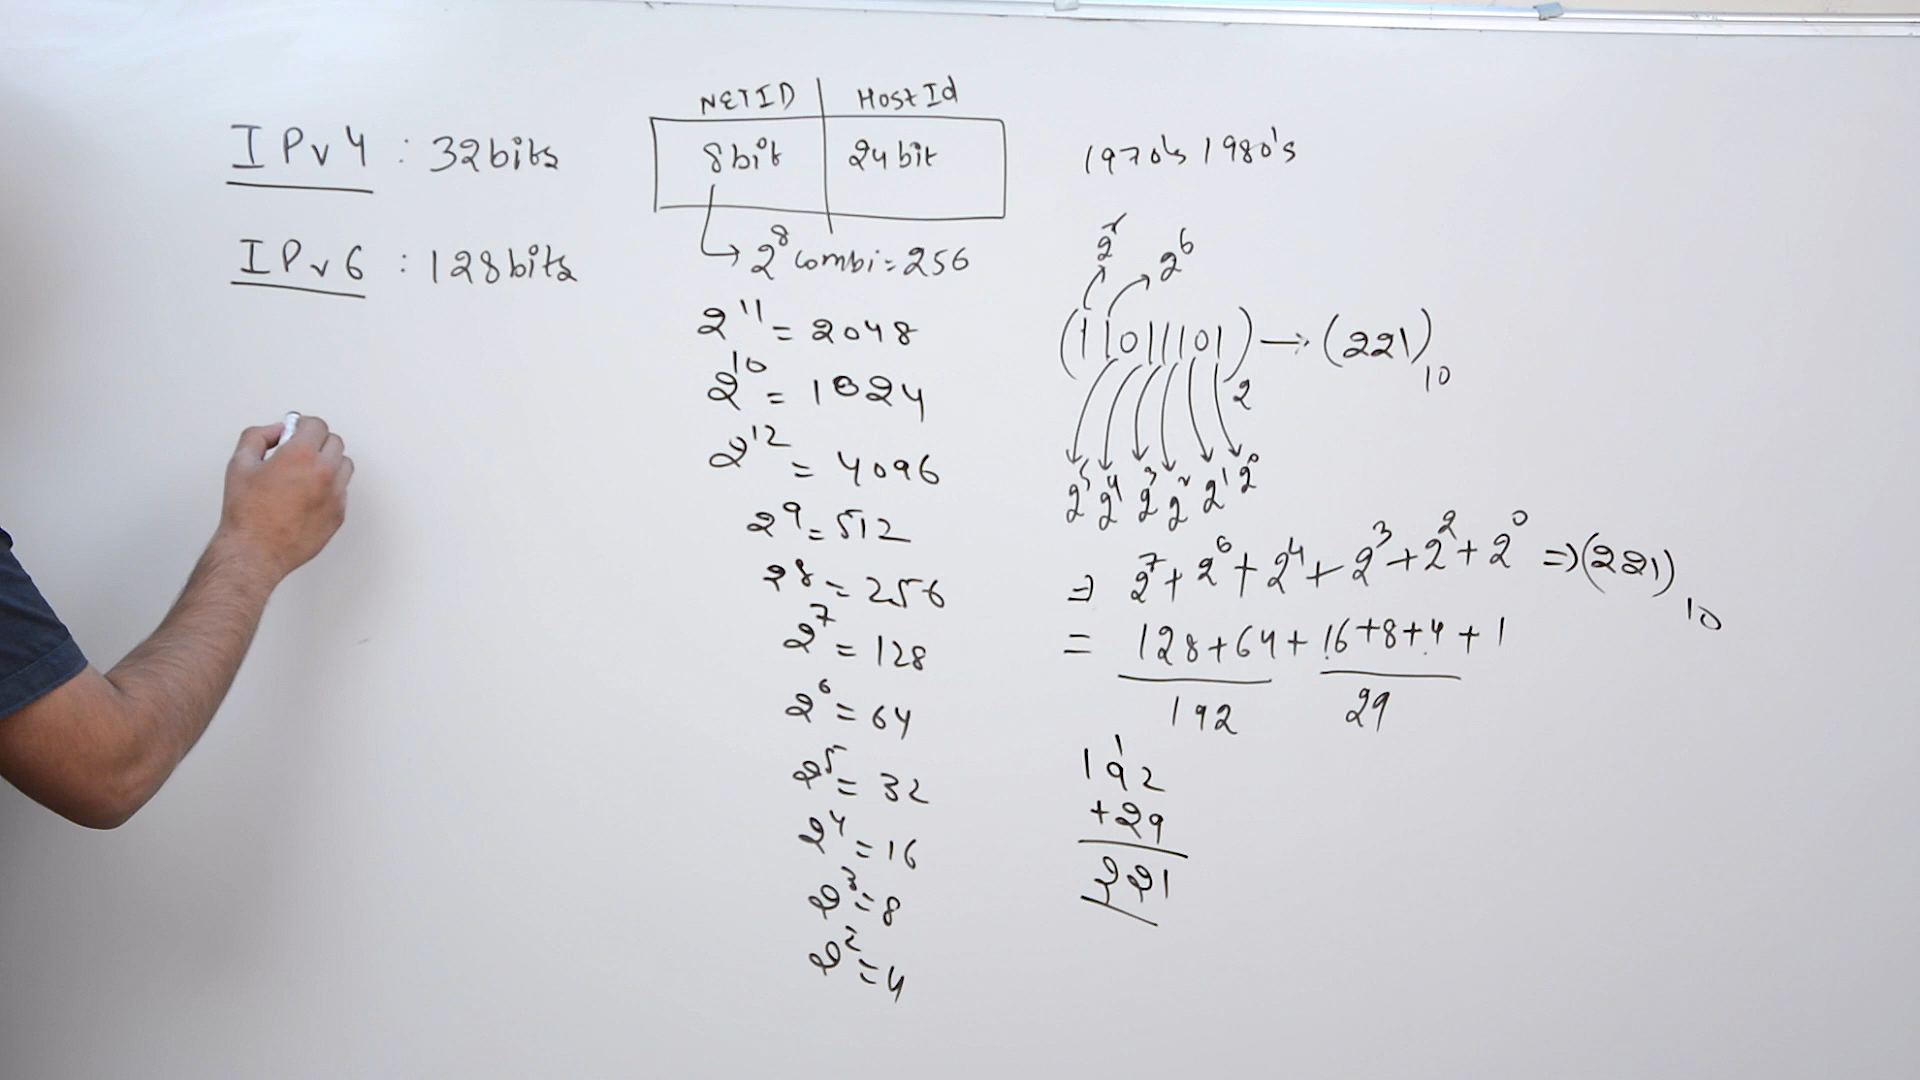 IPv4 : 32bits
IPv6 : 128bits
NETID Host Id
8bit 24bit
2^8 combi = 256
2^11 = 2048
2^10 = 1024
2^12 = 4096
2^9 = 512
2^8 = 256
2^7 = 128
2^6 = 64
2^5 = 32
2^4 = 16
2^3 = 8
2^2 = 4
1970's 1980's
2^7 2^6
(11011101)_2 → (221)_10
2^5 2^4 2^3 2^2 2^1 2^0
⇒ 2^7 + 2^6 + 2^4 + 2^3 + 2^2 + 2^0 ⇒ (221)_10
= 128 + 64 + 16 + 8 + 4 + 1
192 29
1
192
+29
221